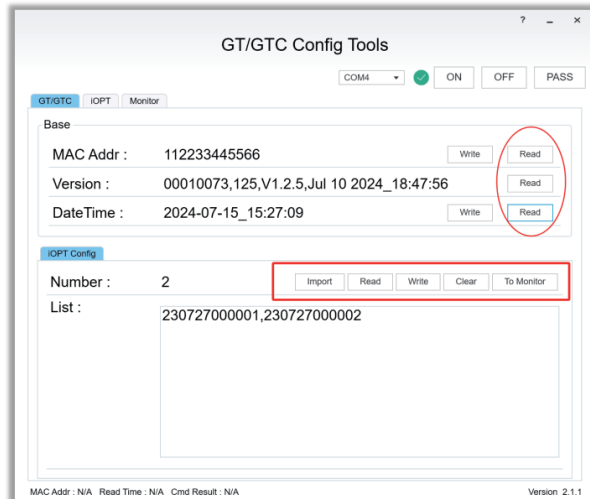 ? _ ×
GT/GTC Config Tools
COM4 ON OFF PASS
GT/GTC iOPT Monitor
Base
MAC Addr : 112233445566 Write Read
Version : 00010073,125,V1.2.5,Jul 10 2024_18:47:56 Read
DateTime : 2024-07-15_15:27:09 Write Read
iOPT Config
Number : 2 Import Read Write Clear To Monitor
List : 230727000001,230727000002
MAC Addr : N/A Read Time : N/A Cmd Result : N/A Version 2.1.1